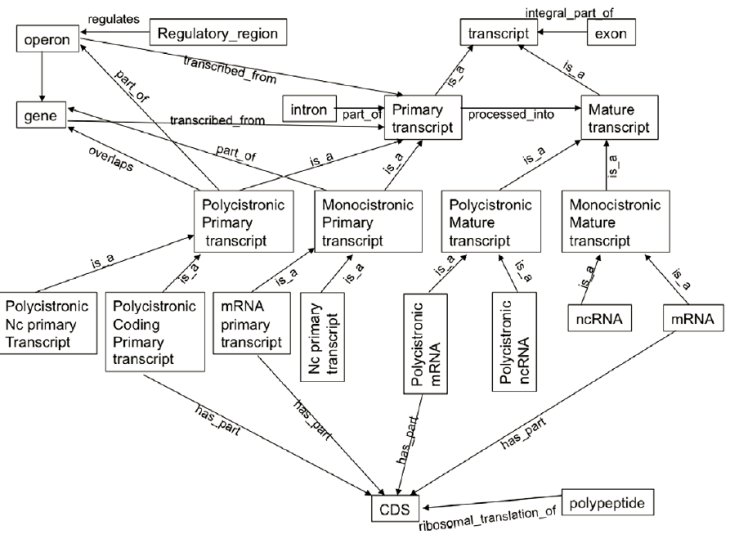 regulates
integral_part_of
operon
Regulatory_region
transcript
exon
transcribed_from
is_a
is_a
part_of
intron
part_of
Primary
transcript
processed_into
Mature
transcript
gene
transcribed_from
overlaps
part_of
is_a
is_a
is_a
is_a
Polycistronic
Primary
transcript
Monocistronic
Primary
transcript
Polycistronic
Mature
transcript
Monocistronic
Mature
transcript
is_a
is_a
is_a
is_a
is_a
is_a
is_a
is_a
Polycistronic
Nc primary
Transcript
Polycistronic
Coding
Primary
transcript
mRNA
primary
transcript
Nc primary
transcript
Polycistronic
mRNA
Polycistronic
ncRNA
ncRNA
mRNA
has_part
has_part
has_part
has_part
CDS
polypeptide
ribosomal_translation_of